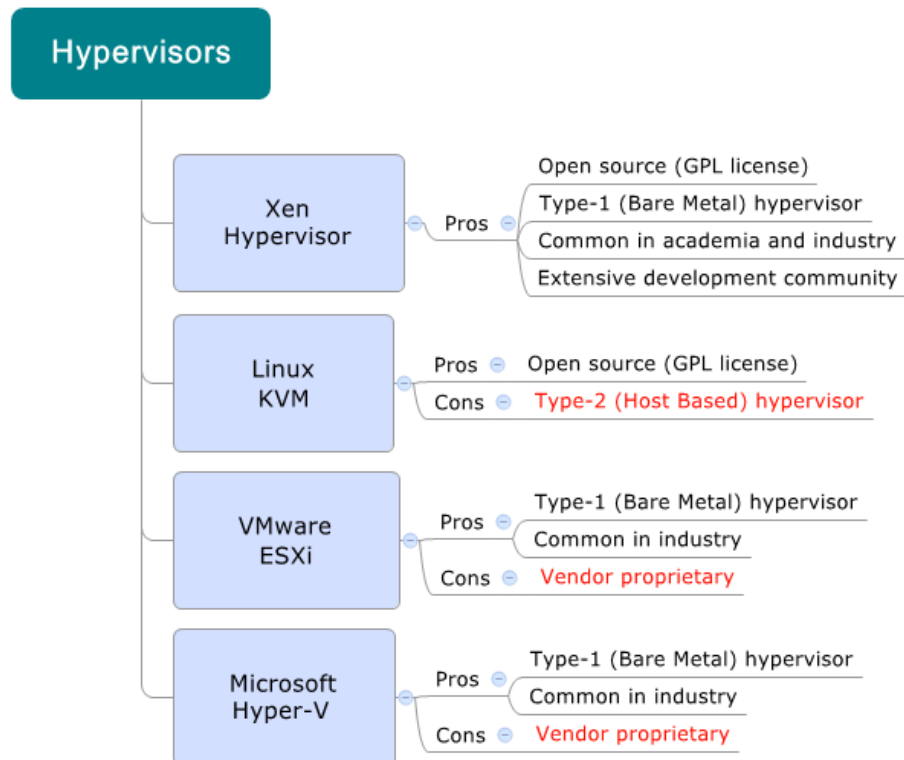 Hypervisors
Xen
Hypervisor
Pros
Open source (GPL license)
Type-1 (Bare Metal) hypervisor
Common in academia and industry
Extensive development community
Linux
KVM
Pros
Open source (GPL license)
Cons
Type-2 (Host Based) hypervisor
VMware
ESXi
Pros
Type-1 (Bare Metal) hypervisor
Common in industry
Cons
Vendor proprietary
Microsoft
Hyper-V
Pros
Type-1 (Bare Metal) hypervisor
Common in industry
Cons
Vendor proprietary